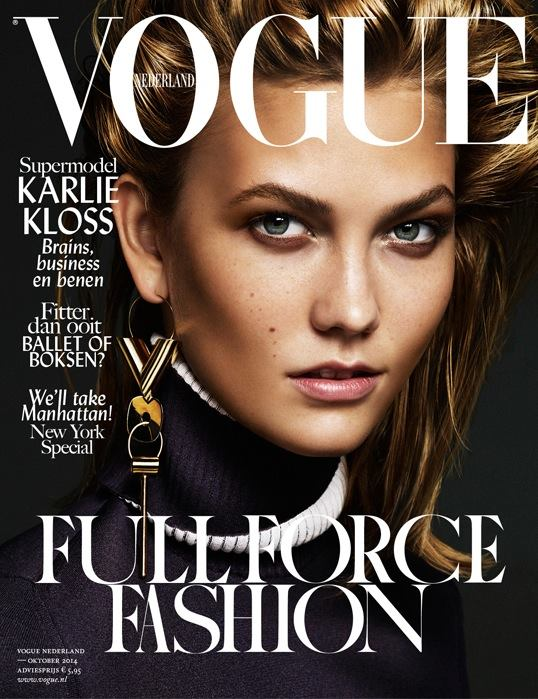 ®
VOGUE
NEDERLAND
Supermodel
KARLIE
KLOSS
Brains,
business
en benen
Fitter
dan ooit
BALLET OF
BOKSEN?
We'll take
Manhattan!
New York
Special
FULL FORCE
FASHION
VOGUE NEDERLAND
— OKTOBER 2014
ADVIESPRIJS € 5,95
www.vogue.nl